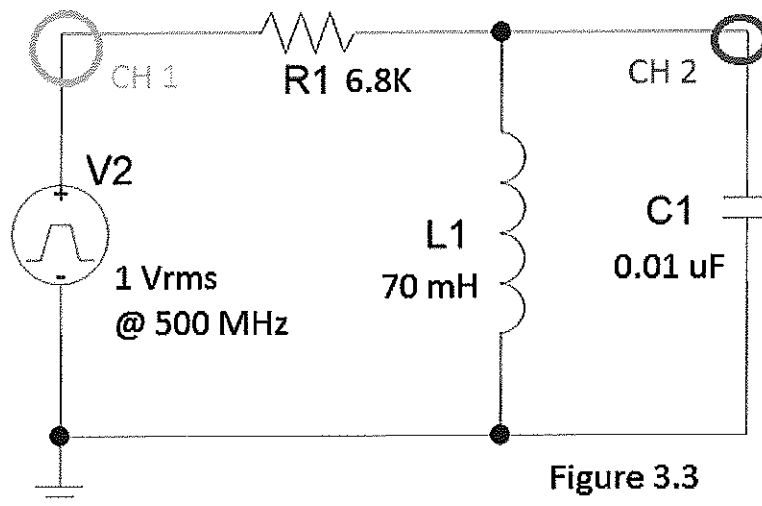 CH 1
R1 6.8K
CH 2
V2
+
-
1 Vrms
@ 500 MHz
L1
70 mH
C1
0.01 uF
Figure 3.3